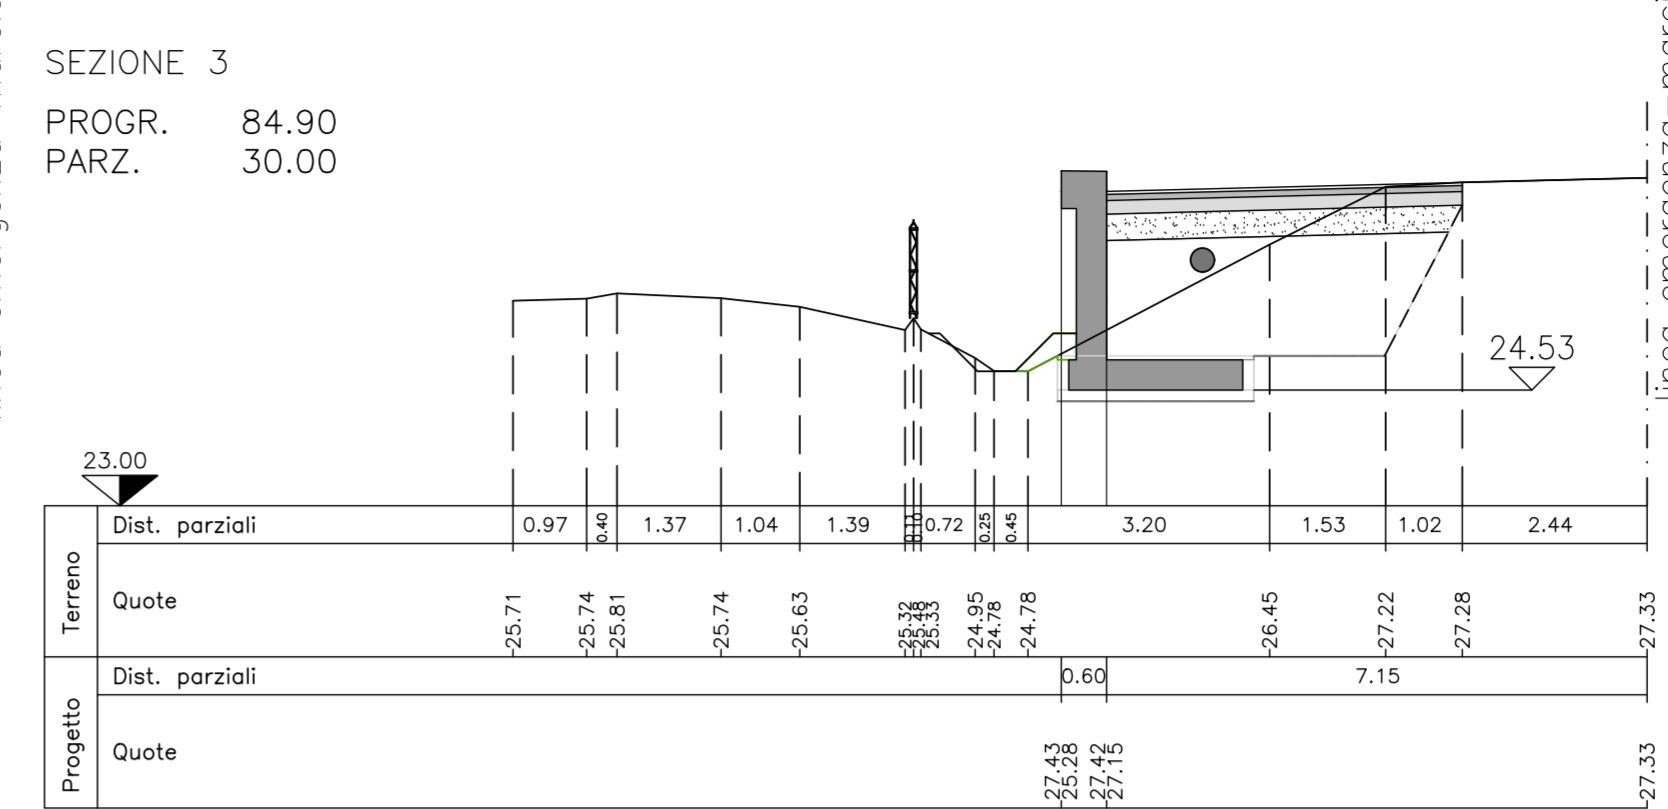 SEZIONE 3
PROGR. 84.90
PARZ. 30.00
24.53
23.00
Terreno
Dist. parziali 0.97 0.40 1.37 1.04 1.39 0.11 0.10 0.72 0.25 0.45 3.20 1.53 1.02 2.44
Quote 25.71 25.74 25.81 25.74 25.63 25.32 25.48 25.33 24.95 24.78 24.78 26.45 27.22 27.28 27.33
Progetto
Dist. parziali 0.60 7.15
Quote 27.43 25.28 27.42 27.15 27.33